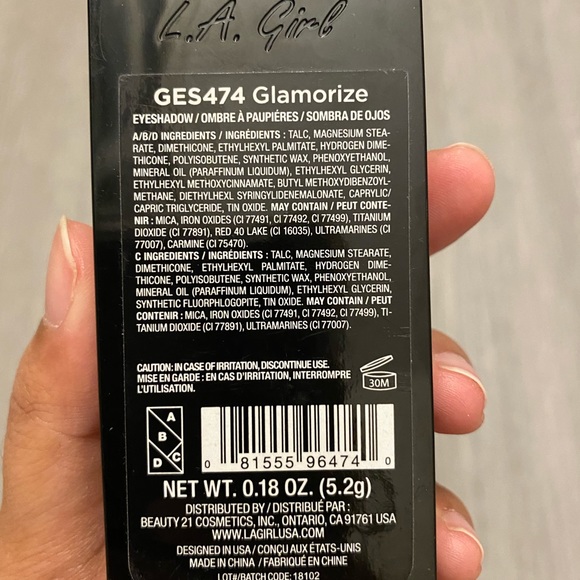 L.A. Girl
GES474 Glamorize
EYESHADOW / OMBRE À PAUPIÉRES / SOMBRA DE OJOS
A/B/D INGREDIENTS / INGRÉDIENTS : TALC, MAGNESIUM STEA-
RATE, DIMETHICONE, ETHYLHEXYL PALMITATE, HYDROGEN DIME-
THICONE, POLYISOBUTENE, SYNTHETIC WAX, PHENOXYETHANOL,
MINERAL OIL (PARAFFINUM LIQUIDUM), ETHYLHEXYL GLYCERIN,
ETHYLHEXYL METHOXYCINNAMATE, BUTYL METHOXYDIBENZOYL-
METHANE, DIETHYLHEXYL SYRINGYLIDENEMALONATE, CAPRYLIC/
CAPRIC TRIGLYCERIDE, TIN OXIDE. MAY CONTAIN / PEUT CONTE-
NIR : MICA, IRON OXIDES (CI 77491, CI 77492, CI 77499), TITANIUM
DIOXIDE (CI 77891), RED 40 LAKE (CI 16035), ULTRAMARINES (CI
77007), CARMINE (CI 75470).
C INGREDIENTS / INGRÉDIENTS : TALC, MAGNESIUM STEARATE,
DIMETHICONE, ETHYLHEXYL PALMITATE, HYDROGEN DIME-
THICONE, POLYISOBUTENE, SYNTHETIC WAX, PHENOXYETHANOL,
MINERAL OIL (PARAFFINUM LIQUIDUM), ETHYLHEXYL GLYCERIN,
SYNTHETIC FLUORPHLOGOPITE, TIN OXIDE. MAY CONTAIN / PEUT
CONTENIR : MICA, IRON OXIDES (CI 77491, CI 77492, CI 77499), TI-
TANIUM DIOXIDE (CI 77891), ULTRAMARINES (CI 77007).
CAUTION: IN CASE OF IRRITATION, DISCONTINUE USE.
MISE EN GARDE : EN CAS D'IRRITATION, INTERROMPRE
L'UTILISATION.
30M
A
B
D C
0 81555 96474 0
NET WT. 0.18 OZ. (5.2g)
DISTRIBUTED BY / DISTRIBUÉ PAR :
BEAUTY 21 COSMETICS, INC., ONTARIO, CA 91761 USA
WWW.LAGIRLUSA.COM
DESIGNED IN USA / CONÇU AUX ÉTATS-UNIS
MADE IN CHINA / FABRIQUÉ EN CHINE
LOT#/BATCH CODE: 18102